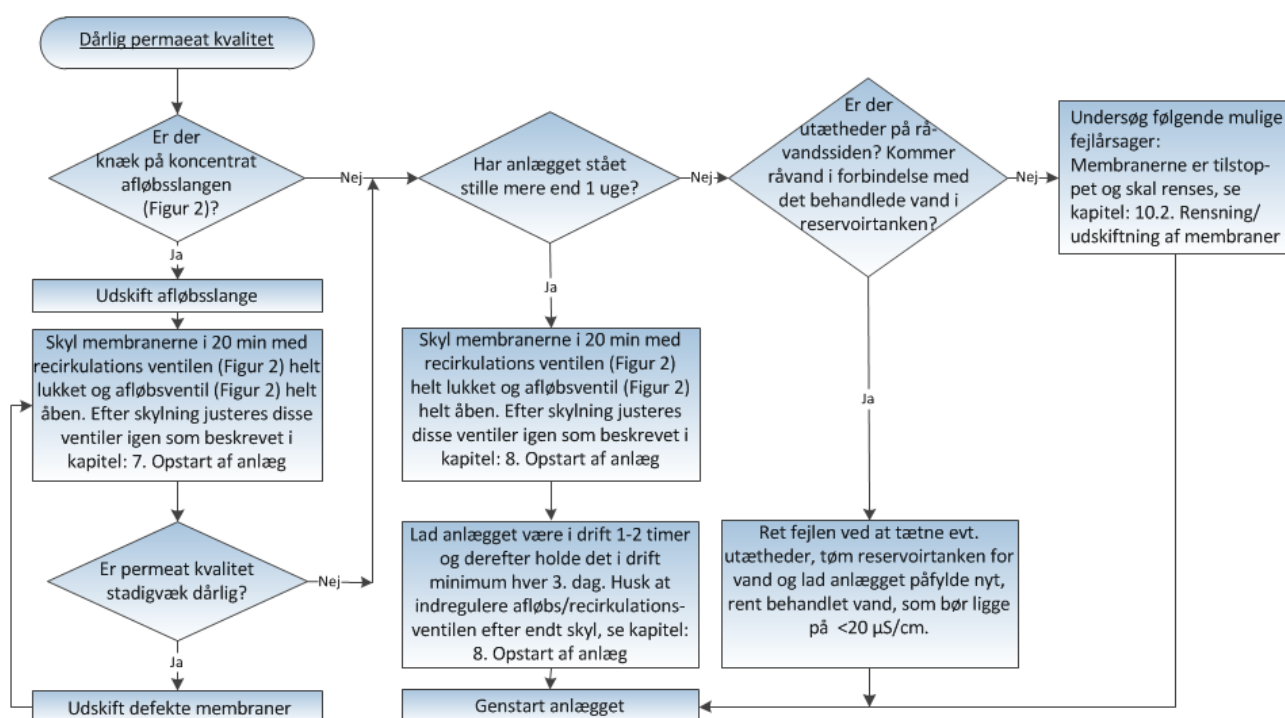 Dårlig permaeat kvalitet
Er der
knæk på koncentrat
afløbsslangen
(Figur 2)?
Nej
Ja
Udskift afløbsslange
Skyl membranerne i 20 min med
recirkulations ventilen (Figur 2) helt
lukket og afløbsventil (Figur 2) helt
åben. Efter skylning justeres disse
ventiler igen som beskrevet i
kapitel: 7. Opstart af anlæg
Er permeat kvalitet
stadigvæk dårlig?
Nej
Ja
Udskift defekte membraner
Har anlægget stået
stille mere end 1 uge?
Nej
Ja
Skyl membranerne i 20 min med
recirkulations ventilen (Figur 2)
helt lukket og afløbsventil (Figur 2)
helt åben. Efter skylning justeres
disse ventiler igen som beskrevet i
kapitel: 8. Opstart af anlæg
Lad anlægget være i drift 1-2 timer
og derefter holde det i drift
minimum hver 3. dag. Husk at
indregulere afløbs/recirkulations-
ventilen efter endt skyl, se kapitel:
8. Opstart af anlæg
Genstart anlægget
Er der
utætheder på rå-
vandssiden? Kommer
råvand i forbindelse med
det behandlede vand i
reservoirtanken?
Nej
Ja
Ret fejlen ved at tætne evt.
utætheder, tøm reservoirtanken for
vand og lad anlægget påfylde nyt,
rent behandlet vand, som bør ligge
på <20 µS/cm.
Undersøg følgende mulige
fejlårsager:
Membranerne er tilstop-
pet og skal renses, se
kapitel: 10.2. Rensning/
udskiftning af membraner